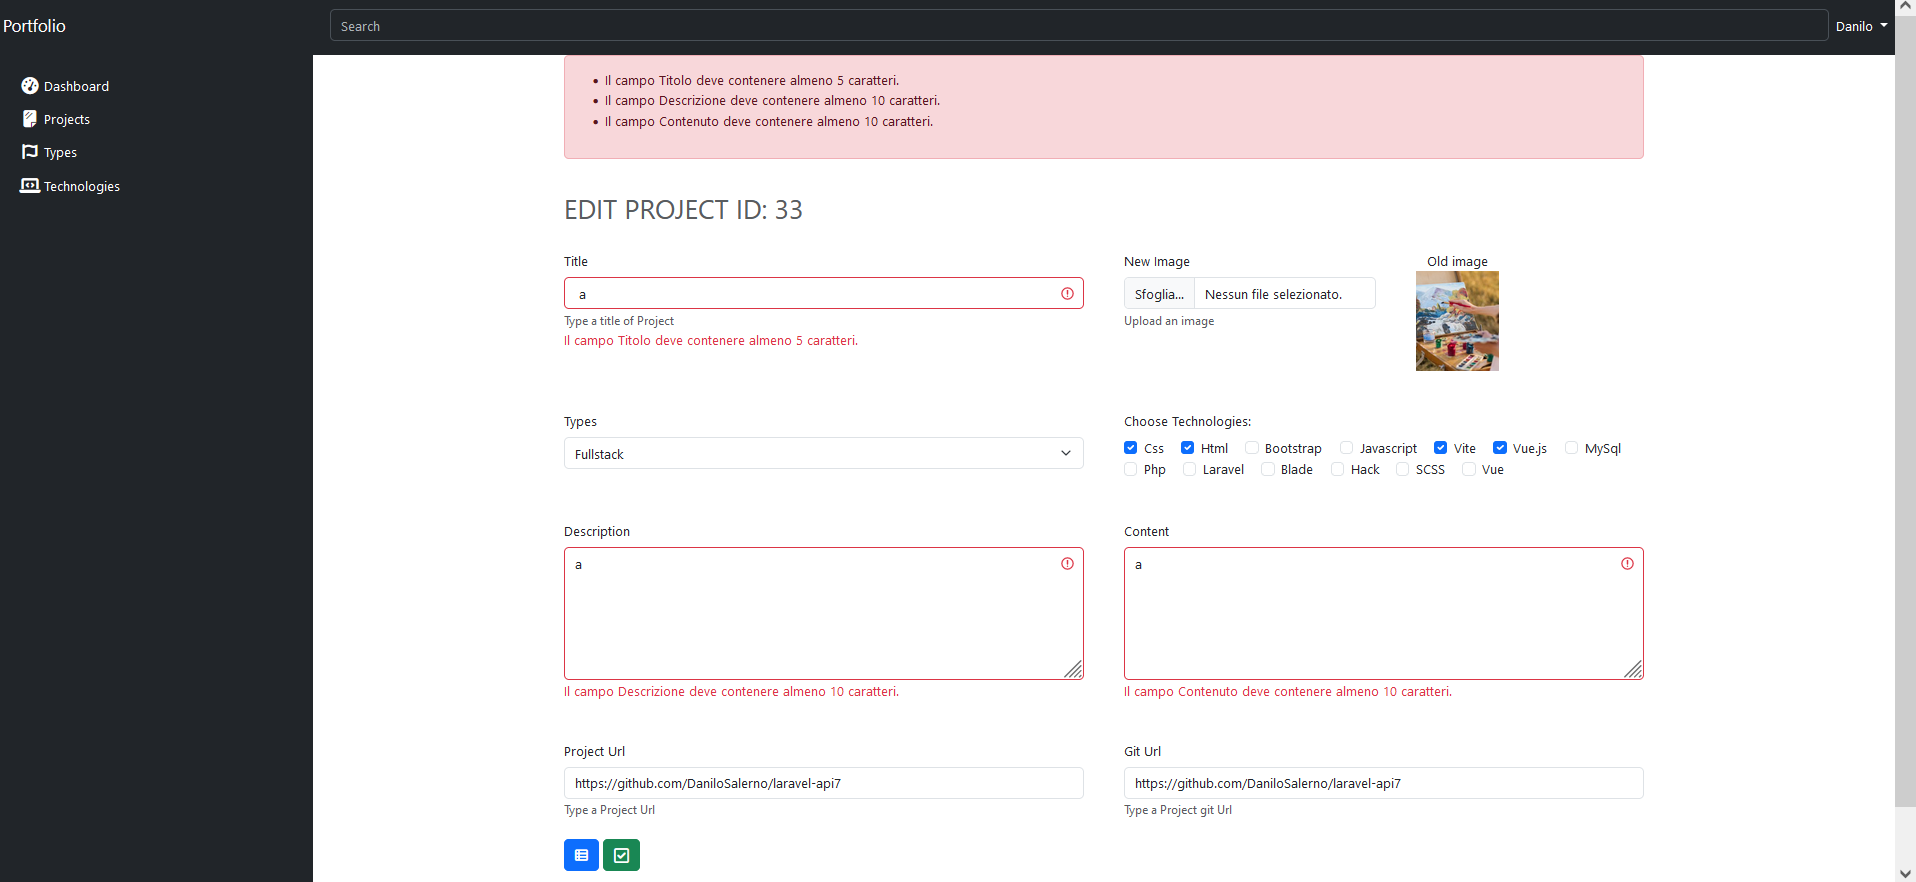 Portfolio
Search
Danilo
Dashboard
Projects
Types
Technologies
Il campo Titolo deve contenere almeno 5 caratteri.
Il campo Descrizione deve contenere almeno 10 caratteri.
Il campo Contenuto deve contenere almeno 10 caratteri.
EDIT PROJECT ID: 33
Title
a
Type a title of Project
Il campo Titolo deve contenere almeno 5 caratteri.
New Image
Sfoglia... Nessun file selezionato.
Upload an image
Old image
Types
Fullstack
Choose Technologies:
Css Html Bootstrap Javascript Vite Vue.js MySql
Php Laravel Blade Hack SCSS Vue
Description
a
Il campo Descrizione deve contenere almeno 10 caratteri.
Content
a
Il campo Contenuto deve contenere almeno 10 caratteri.
Project Url
https://github.com/DaniloSalerno/laravel-api7
Type a Project Url
Git Url
https://github.com/DaniloSalerno/laravel-api7
Type a Project git Url